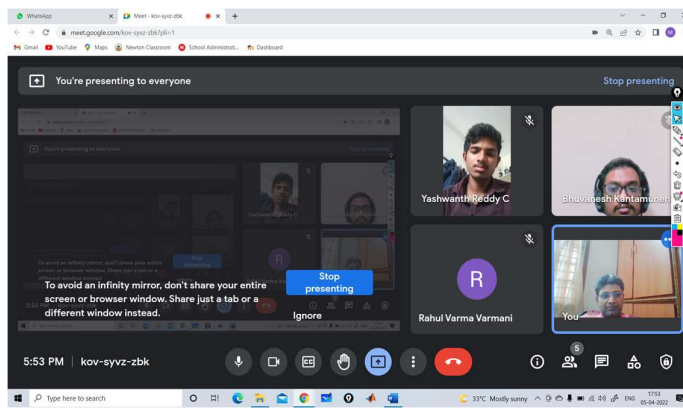 WhatsApp
Meet - kov-syvz-zbk
meet.google.com/kov-syvz-zbk?pli=1
Gmail YouTube Maps Newton Classroom School Administrati... Dashboard
You're presenting to everyone
Stop presenting
Yashwanth Reddy C
Bhuvanesh Kantamunen
To avoid an infinity mirror, don't share your entire
screen or browser window. Share just a tab or a
different window instead.
Stop
presenting
Ignore
R
Rahul Varma Varmani
You
5:53 PM | kov-syvz-zbk
5
Type here to search
33°C Mostly sunny
ENG
17:53
05-04-2022